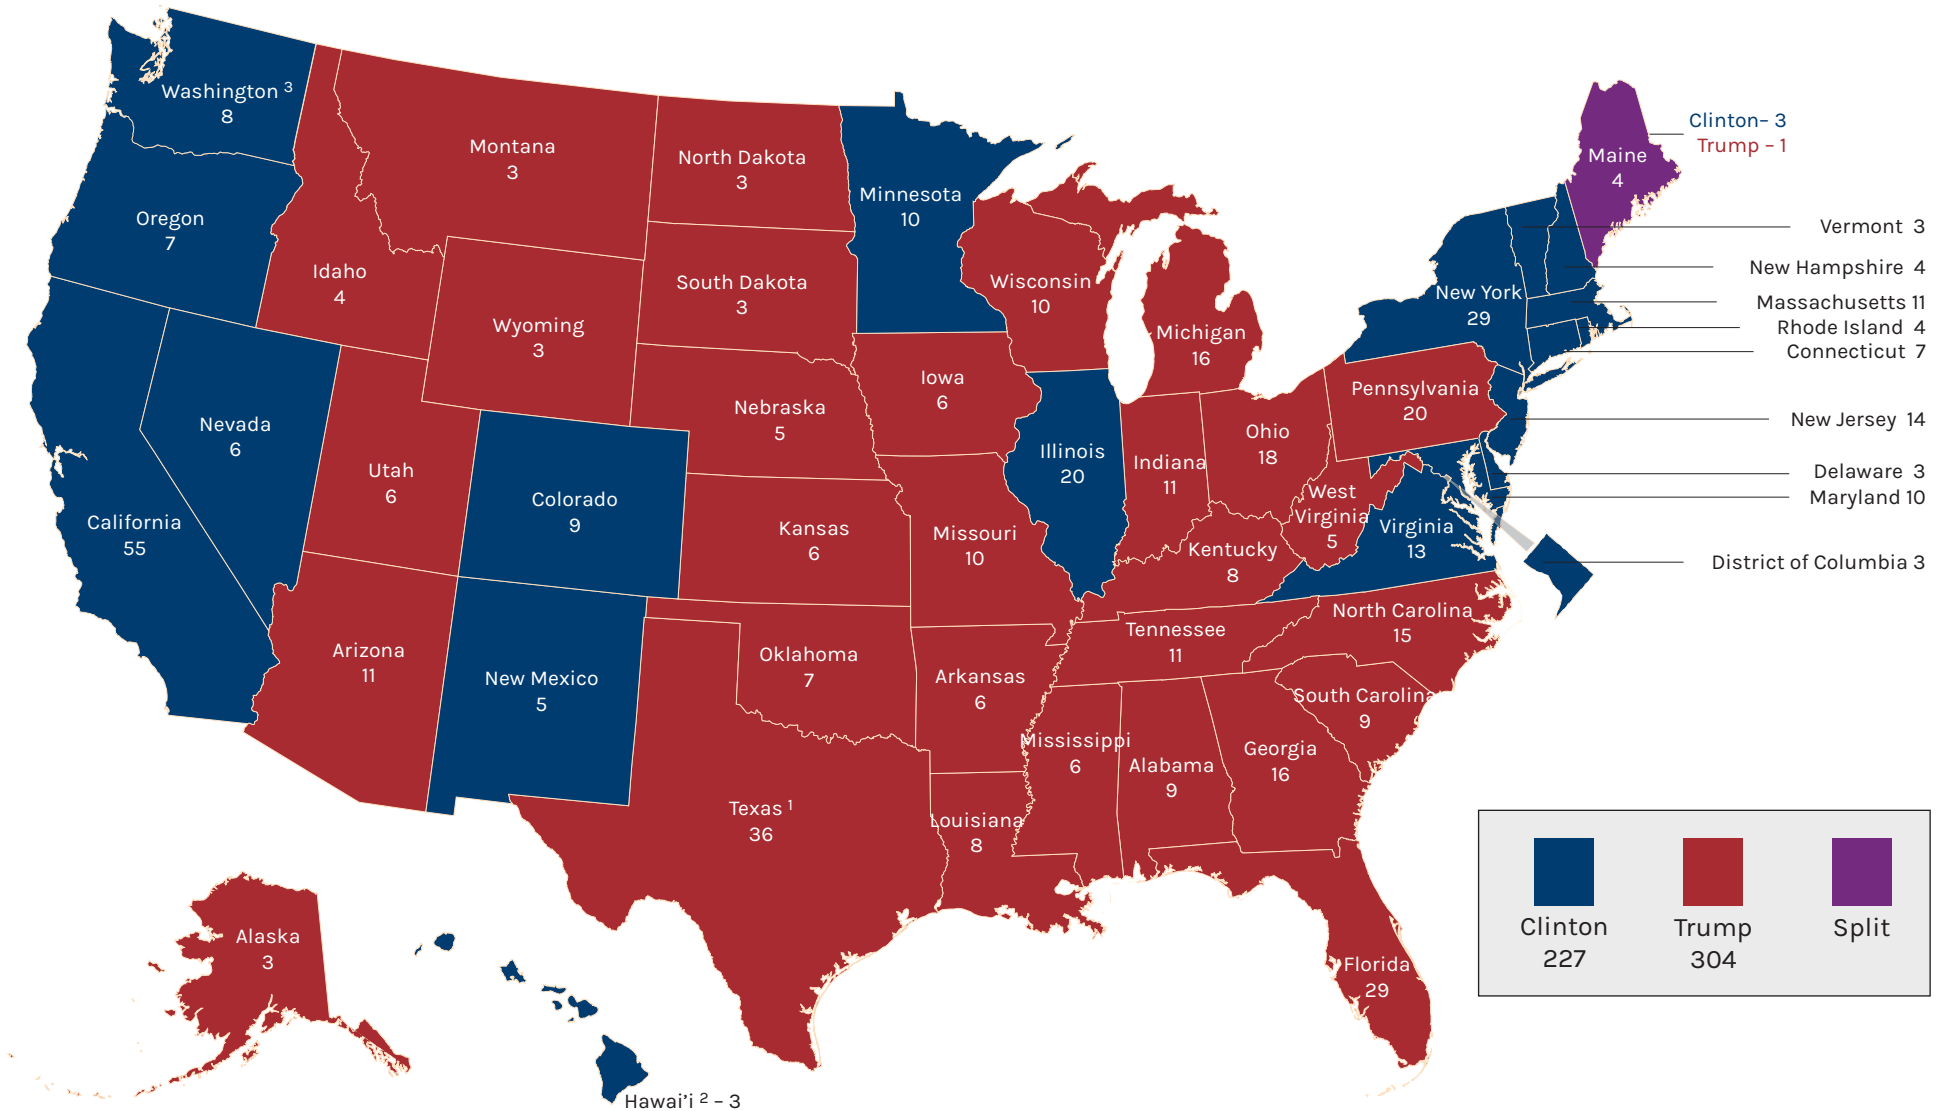 Washington 3
8
Oregon
7
California
55
Nevada
6
Idaho
4
Montana
3
Wyoming
3
Utah
6
Arizona
11
Colorado
9
New Mexico
5
North Dakota
3
South Dakota
3
Nebraska
5
Kansas
6
Oklahoma
7
Texas 1
36
Minnesota
10
Iowa
6
Missouri
10
Arkansas
6
Louisiana
8
Wisconsin
10
Illinois
20
Michigan
16
Indiana
11
Ohio
18
Kentucky
8
Tennessee
11
Mississippi
6
Alabama
9
Georgia
16
Florida
29
South Carolina
9
North Carolina
15
Virginia
13
West
Virginia
5
Pennsylvania
20
New York
29
Maine
4
Clinton– 3
Trump – 1
Vermont 3
New Hampshire 4
Massachusetts 11
Rhode Island 4
Connecticut 7
New Jersey 14
Delaware 3
Maryland 10
District of Columbia 3
Alaska
3
Hawai’i 2 – 3
Clinton
227
Trump
304
Split